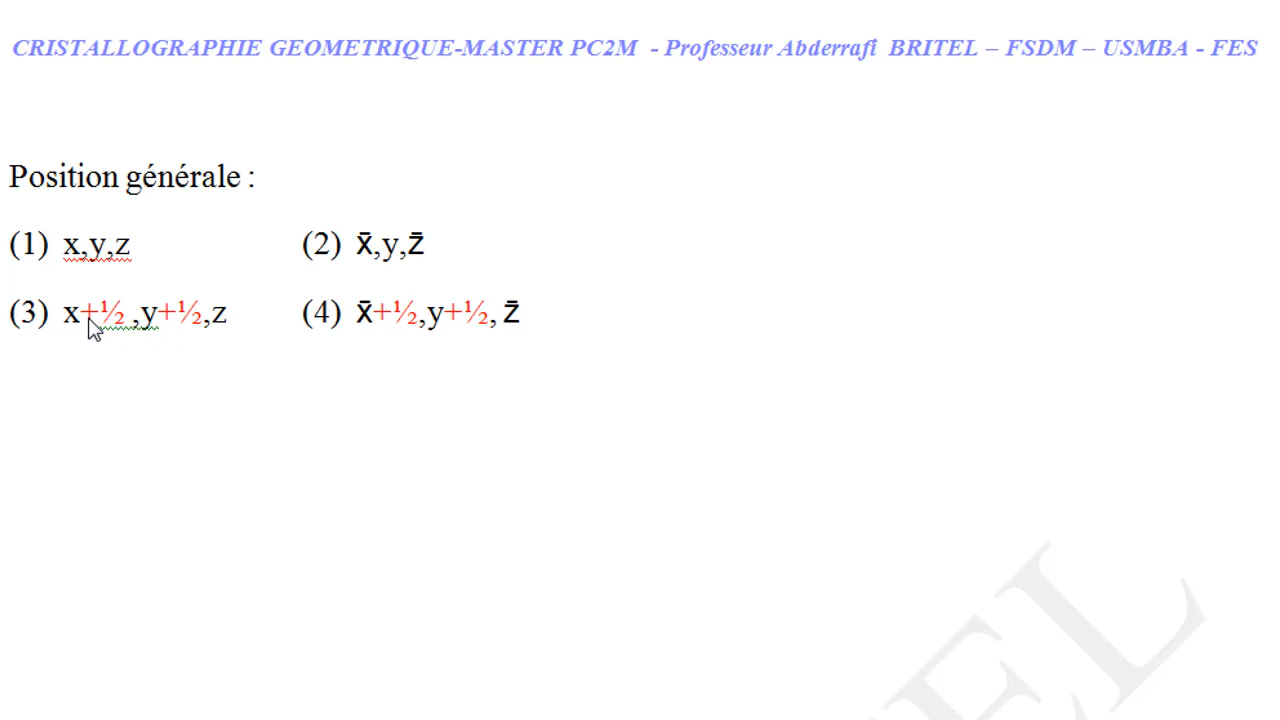 CRISTALLOGRAPHIE GEOMETRIQUE-MASTER PC2M - Professeur Abderrafi BRITEL – FSDM – USMBA - FES
Position générale :
(1) x,y,z (2) x̄,y,z̄
(3) x+½ ,y+½,z (4) x̄+½,y+½, z̄